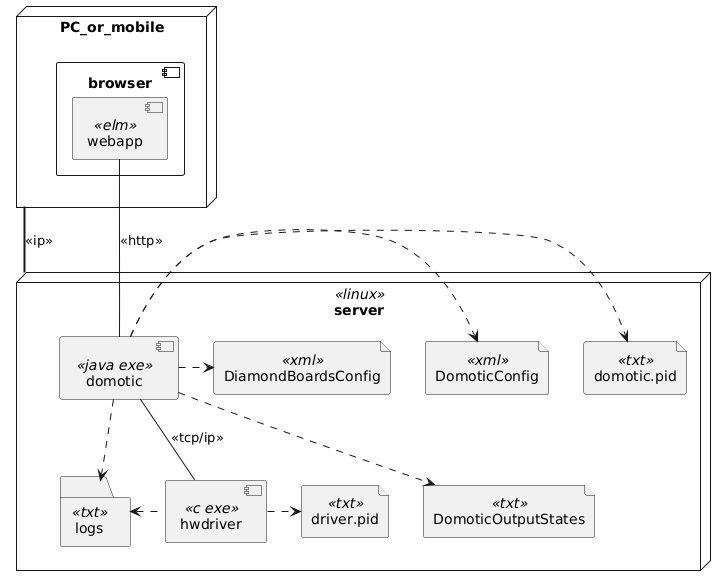 PC_or_mobile
browser
«elm»
webapp
«ip»
«http»
«linux»
server
«java exe»
domotic
«xml»
DiamondBoardsConfig
«xml»
DomoticConfig
«txt»
domotic.pid
«tcp/ip»
«txt»
logs
«c exe»
hwdriver
«txt»
driver.pid
«txt»
DomoticOutputStates